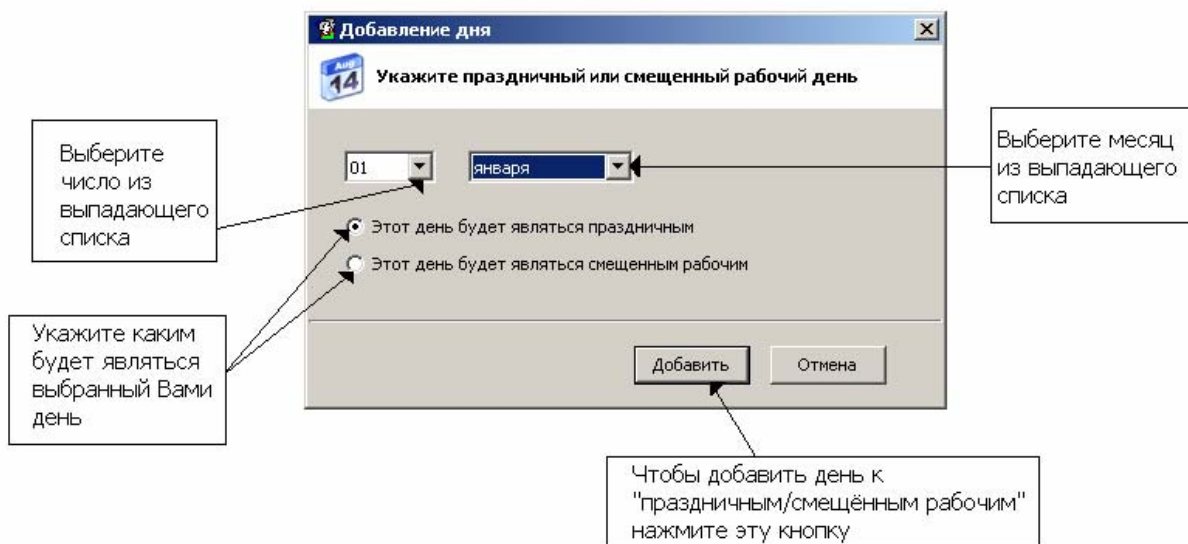 Добавление дня
Aug
14
Укажите праздничный или смещенный рабочий день
Выберите
число из
выпадающего
списка
01
января
Выберите месяц
из выпадающего
списка
Этот день будет являться праздничным
Этот день будет являться смещенным рабочим
Укажите каким
будет являться
выбранный Вами
день
Добавить
Отмена
Чтобы добавить день к
"праздничным/смещённым рабочим"
нажмите эту кнопку